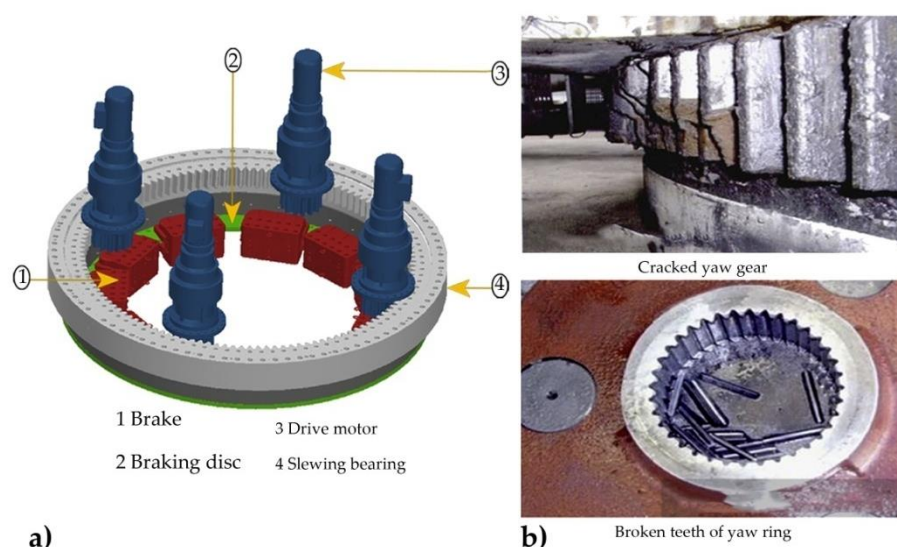 ②
③
①
④
1 Brake
3 Drive motor
2 Braking disc
4 Slewing bearing
a)
Cracked yaw gear
Broken teeth of yaw ring
b)